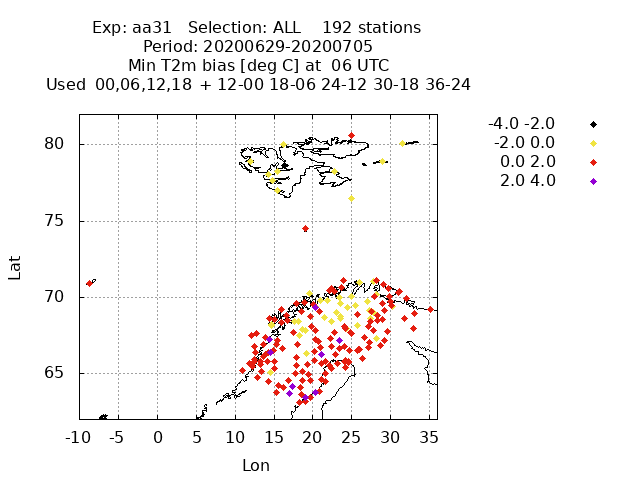 Exp: aa31 Selection: ALL 192 stations
Period: 20200629-20200705
Min T2m bias [deg C] at 06 UTC
Used 00,06,12,18 + 12-00 18-06 24-12 30-18 36-24
-4.0 -2.0
-2.0 0.0
0.0 2.0
2.0 4.0
80
75
70
65
Lat
-10 -5 0 5 10 15 20 25 30 35
Lon